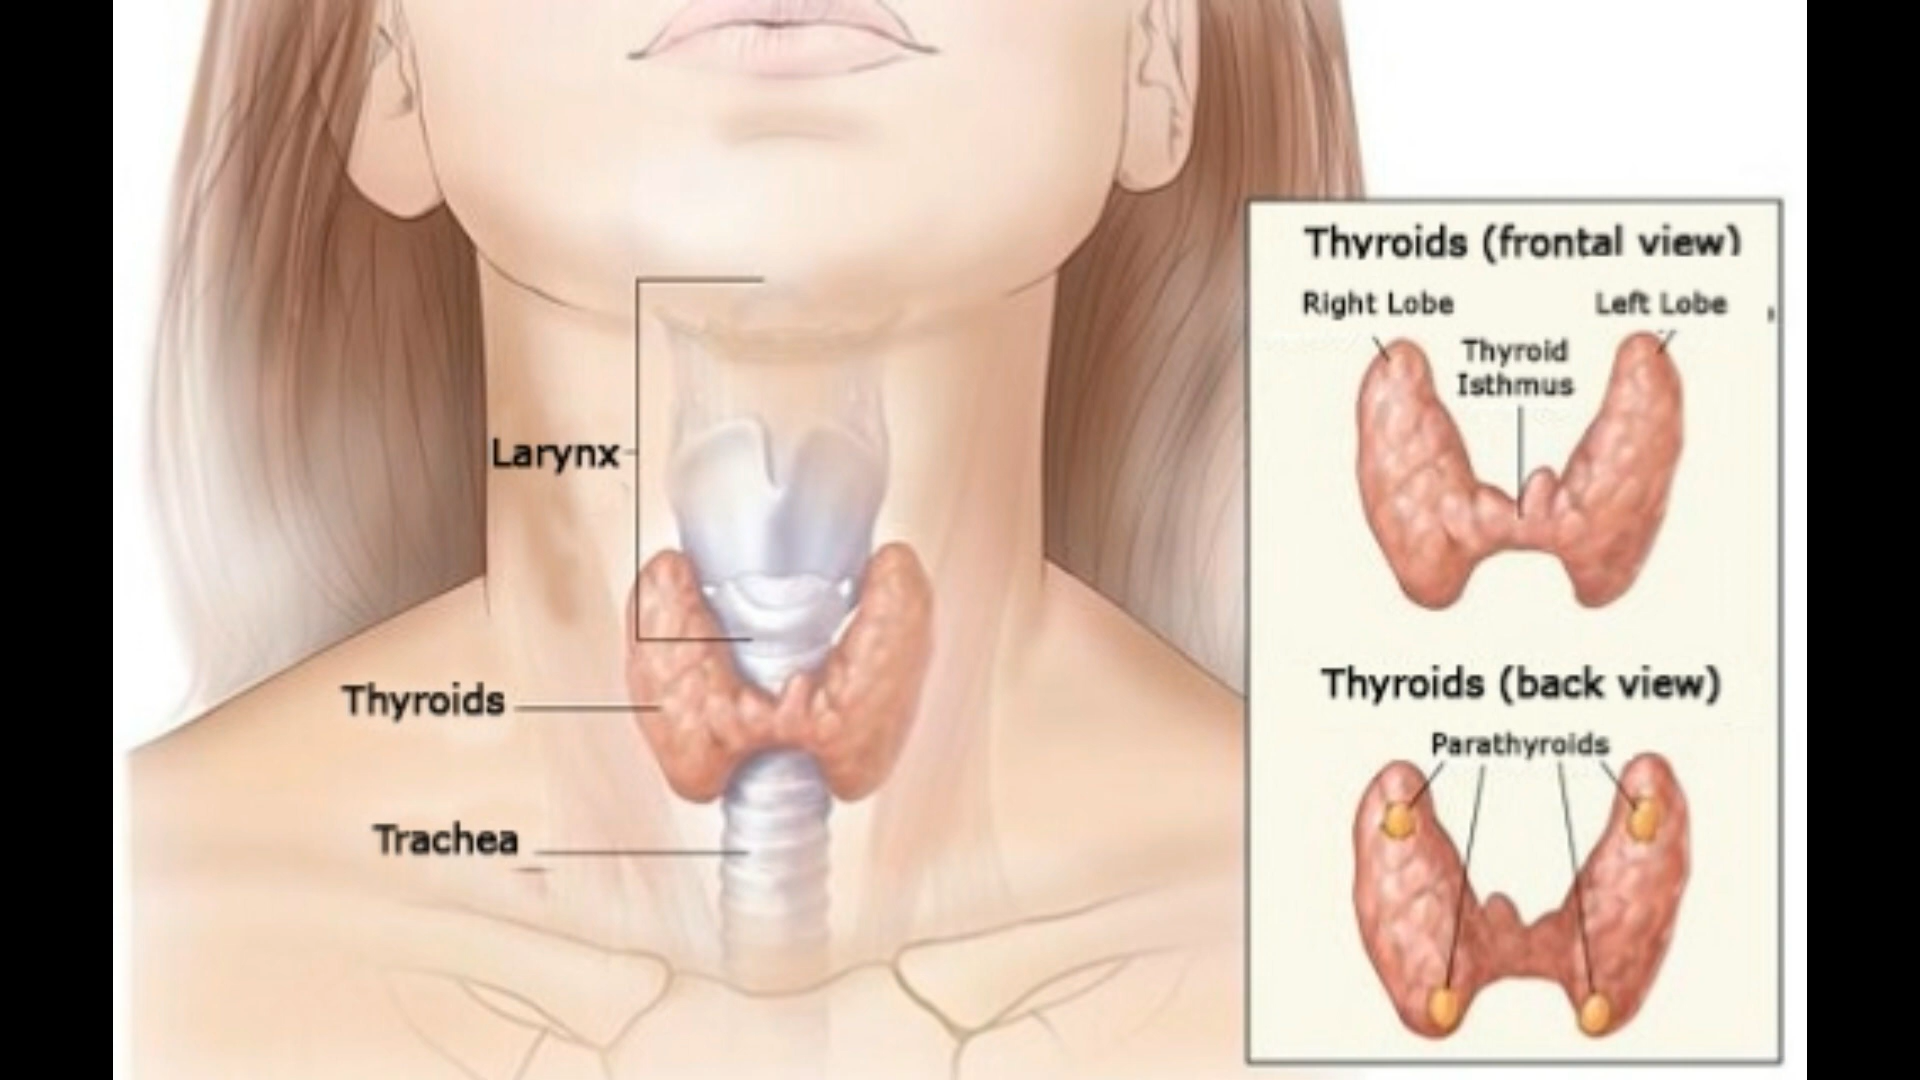 Larynx
Thyroids
Trachea
Thyroids (frontal view)
Right Lobe
Left Lobe
Thyroid
Isthmus
Thyroids (back view)
Parathyroids